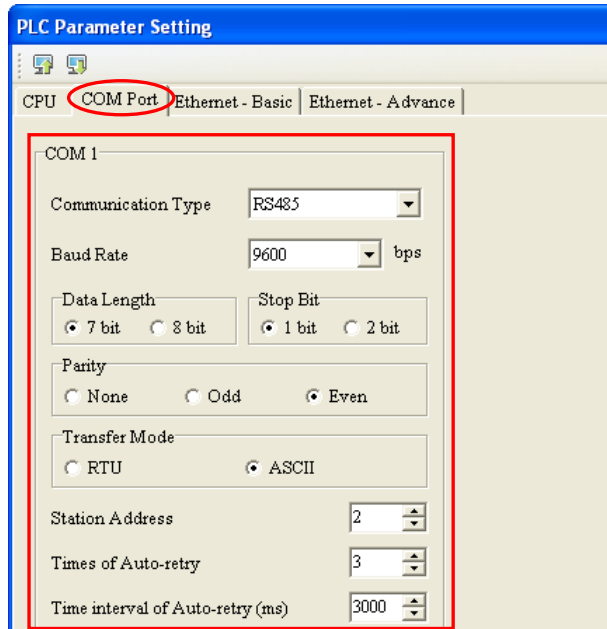 PLC Parameter Setting
CPU COM Port Ethernet - Basic Ethernet - Advance
COM 1
Communication Type RS485
Baud Rate 9600 bps
Data Length Stop Bit
7 bit 8 bit 1 bit 2 bit
Parity
None Odd Even
Transfer Mode
RTU ASCII
Station Address 2
Times of Auto-retry 3
Time interval of Auto-retry (ms) 3000